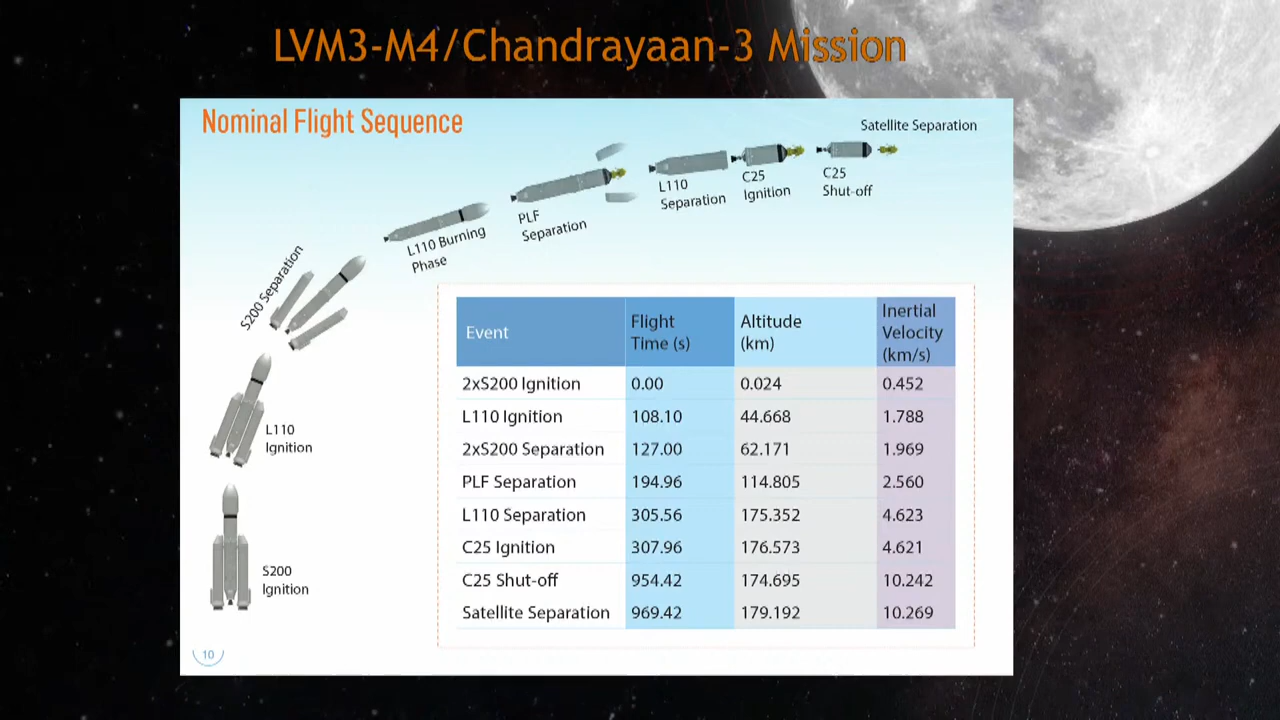 LVM3-M4/Chandrayaan-3 Mission
Nominal Flight Sequence
Satellite Separation
C25
Shut-off
C25
Ignition
L110
Separation
PLF
Separation
L110 Burning
Phase
S200 Separation
L110
Ignition
S200
Ignition
Event Flight Time (s) Altitude (km) Inertial Velocity (km/s)
2xS200 Ignition 0.00 0.024 0.452
L110 Ignition 108.10 44.668 1.788
2xS200 Separation 127.00 62.171 1.969
PLF Separation 194.96 114.805 2.560
L110 Separation 305.56 175.352 4.623
C25 Ignition 307.96 176.573 4.621
C25 Shut-off 954.42 174.695 10.242
Satellite Separation 969.42 179.192 10.269
10